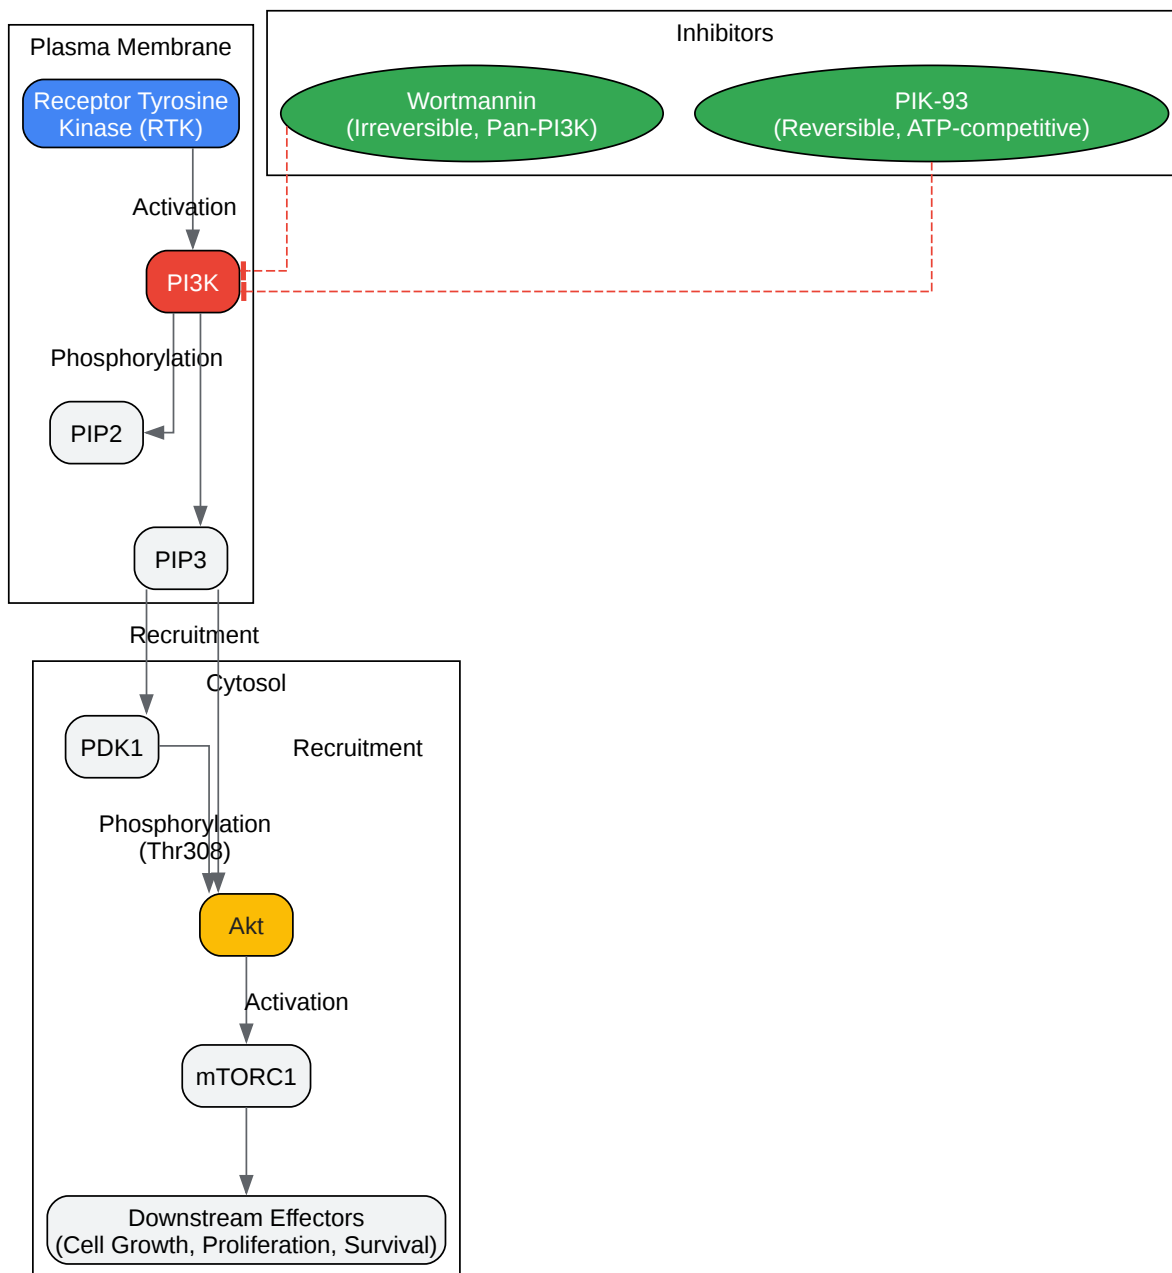 Plasma Membrane
Inhibitors
Receptor Tyrosine
Kinase (RTK)
Wortmannin
(Irreversible, Pan-PI3K)
PIK-93
(Reversible, ATP-competitive)
Activation
PI3K
Phosphorylation
PIP2
PIP3
Recruitment
Cytosol
PDK1
Recruitment
Phosphorylation
(Thr308)
Akt
Activation
mTORC1
Downstream Effectors
(Cell Growth, Proliferation, Survival)